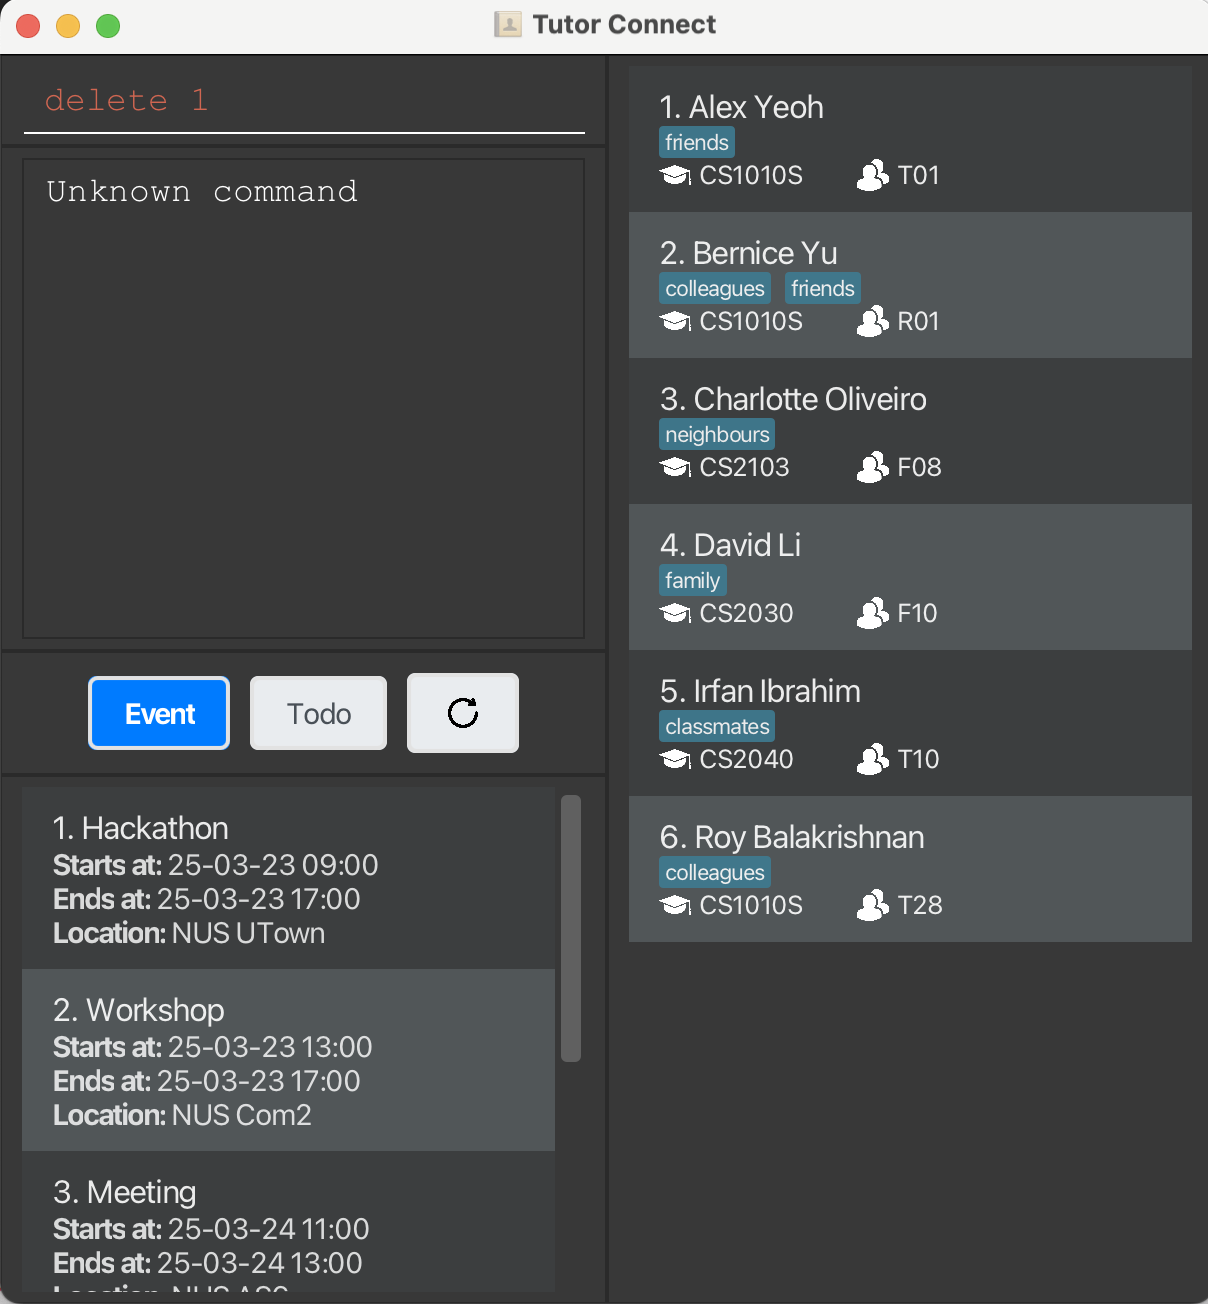 Tutor Connect
delete 1
Unknown command
Event
Todo
1. Hackathon
Starts at: 25-03-23 09:00
Ends at: 25-03-23 17:00
Location: NUS UTown
2. Workshop
Starts at: 25-03-23 13:00
Ends at: 25-03-23 17:00
Location: NUS Com2
3. Meeting
Starts at: 25-03-24 11:00
Ends at: 25-03-24 13:00
1. Alex Yeoh
friends
CS1010S T01
2. Bernice Yu
colleagues friends
CS1010S R01
3. Charlotte Oliveiro
neighbours
CS2103 F08
4. David Li
family
CS2030 F10
5. Irfan Ibrahim
classmates
CS2040 T10
6. Roy Balakrishnan
colleagues
CS1010S T28